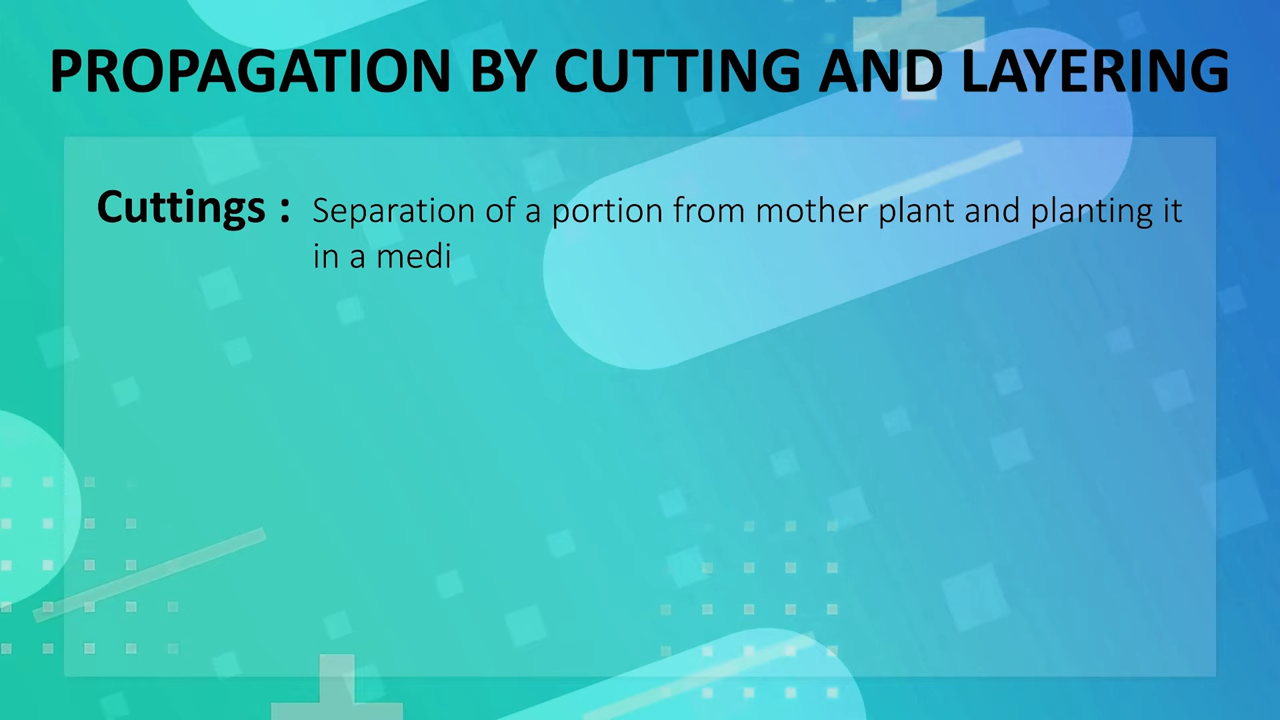 PROPAGATION BY CUTTING AND LAYERING
Cuttings : Separation of a portion from mother plant and planting it
in a medi